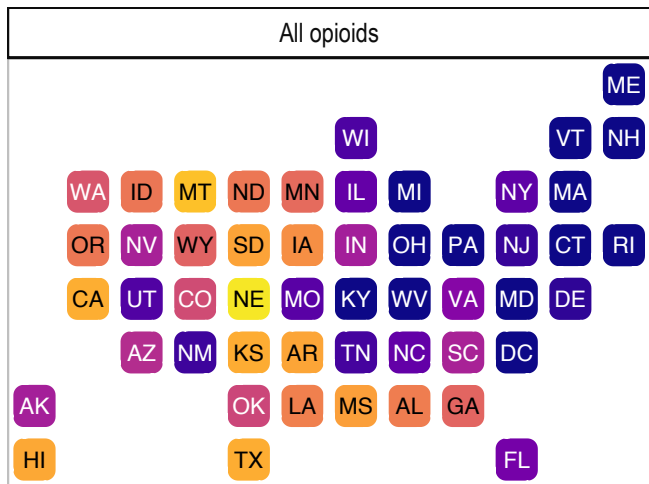 All opioids
ME
WI VT NH
WA ID MT ND MN IL MI NY MA
OR NV WY SD IA IN OH PA NJ CT RI
CA UT CO NE MO KY WV VA MD DE
AZ NM KS AR TN NC SC DC
AK OK LA MS AL GA
HI TX FL